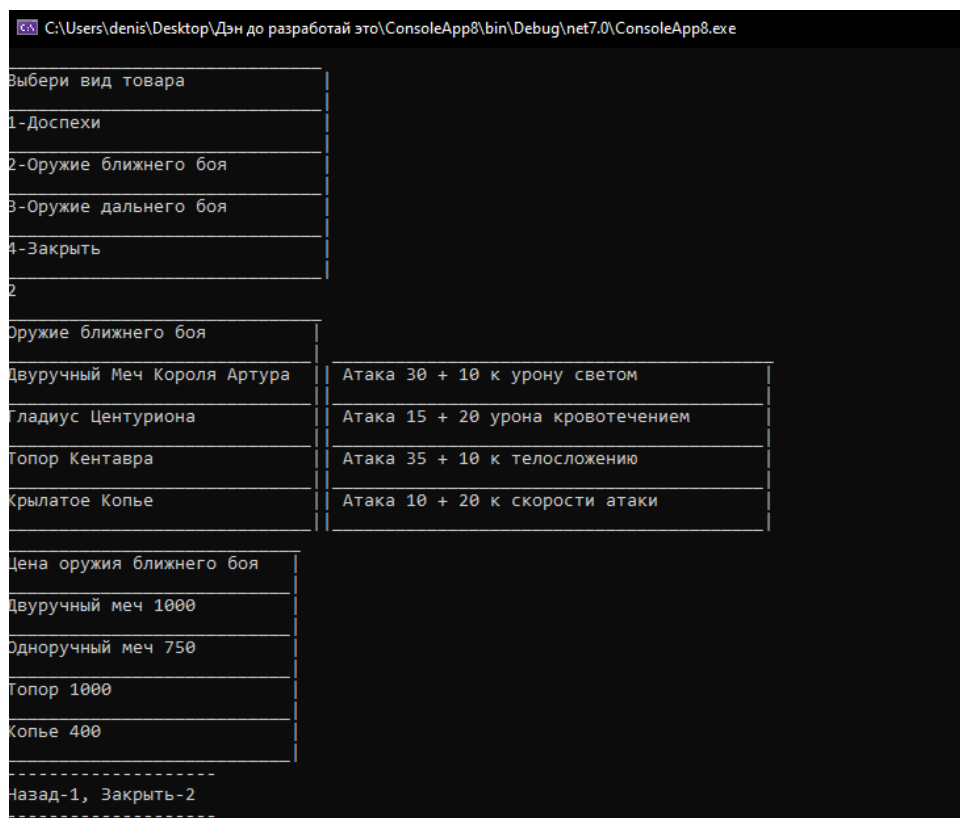 C:\Users\denis\Desktop\Дэн до разработай это\ConsoleApp8\bin\Debug\net7.0\ConsoleApp8.exe
Выбери вид товара
1-Доспехи
2-Оружие ближнего боя
3-Оружие дальнего боя
4-Закрыть
2
Оружие ближнего боя
Двуручный Меч Короля Артура || Атака 30 + 10 к урону светом |
Гладиус Центуриона || Атака 15 + 20 урона кровотечением |
Топор Кентавра || Атака 35 + 10 к телосложению |
Крылатое Копье || Атака 10 + 20 к скорости атаки |
Цена оружия ближнего боя
Двуручный меч 1000
Одноручный меч 750
Топор 1000
Копье 400
--------------------
Назад-1, Закрыть-2
--------------------